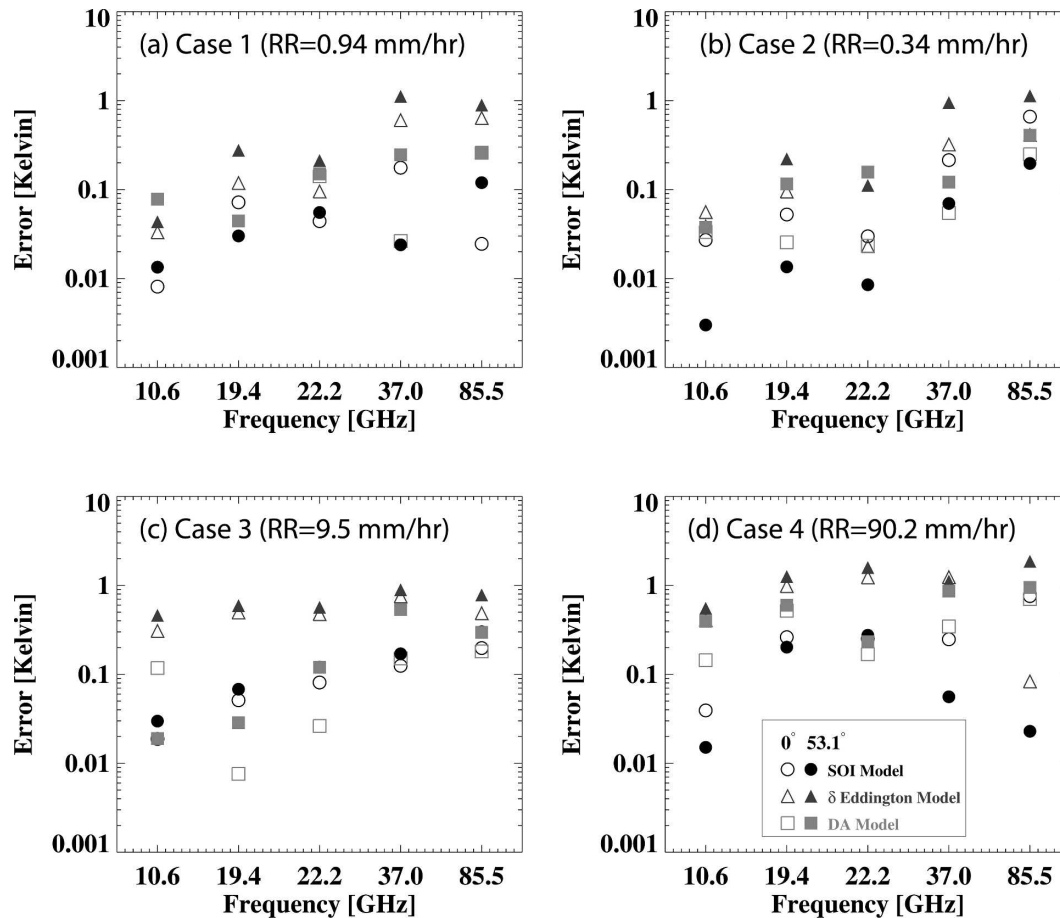 (a) Case 1 (RR=0.94 mm/hr)
10
1
0.1
0.01
0.001
Error [Kelvin]
10.6 19.4 22.2 37.0 85.5
Frequency [GHz]
(b) Case 2 (RR=0.34 mm/hr)
10
1
0.1
0.01
0.001
Error [Kelvin]
10.6 19.4 22.2 37.0 85.5
Frequency [GHz]
(c) Case 3 (RR=9.5 mm/hr)
10
1
0.1
0.01
0.001
Error [Kelvin]
10.6 19.4 22.2 37.0 85.5
Frequency [GHz]
(d) Case 4 (RR=90.2 mm/hr)
10
1
0.1
0.01
0.001
Error [Kelvin]
0° 53.1°
SOI Model
δ Eddington Model
DA Model
10.6 19.4 22.2 37.0 85.5
Frequency [GHz]